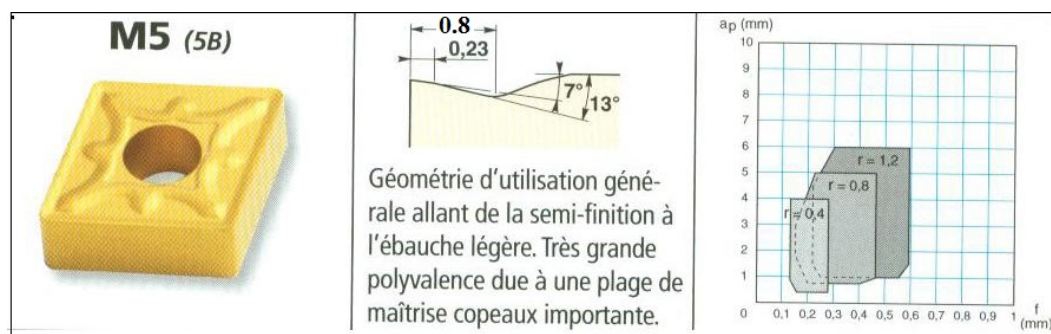 M5 (5B)
0.8
0,23
7°
13°
Géométrie d'utilisation géné-
rale allant de la semi-finition à
l'ébauche légère. Très grande
polyvalence due à une plage de
maîtrise copeaux importante.
ap (mm)
10
9
8
7
6
5
4
3
2
1
r = 1,2
r = 0,8
r = 0,4
0 0,1 0,2 0,3 0,4 0,5 0,6 0,7 0,8 0,9 1 f
(mm)